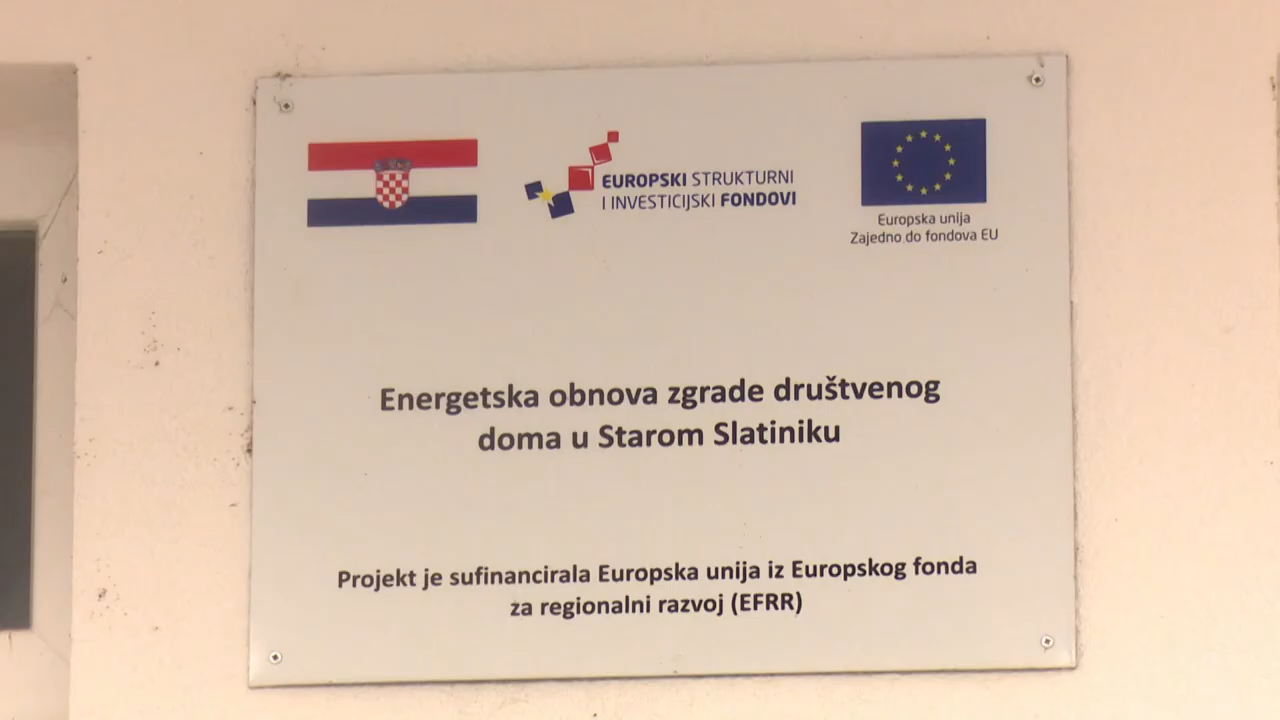 EUROPSKI STRUKTURNI
I INVESTICIJSKI FONDOVI
Europska unija
Zajedno do fondova EU
Energetska obnova zgrade društvenog
doma u Starom Slatiniku
Projekt je sufinancirala Europska unija iz Europskog fonda
za regionalni razvoj (EFRR)